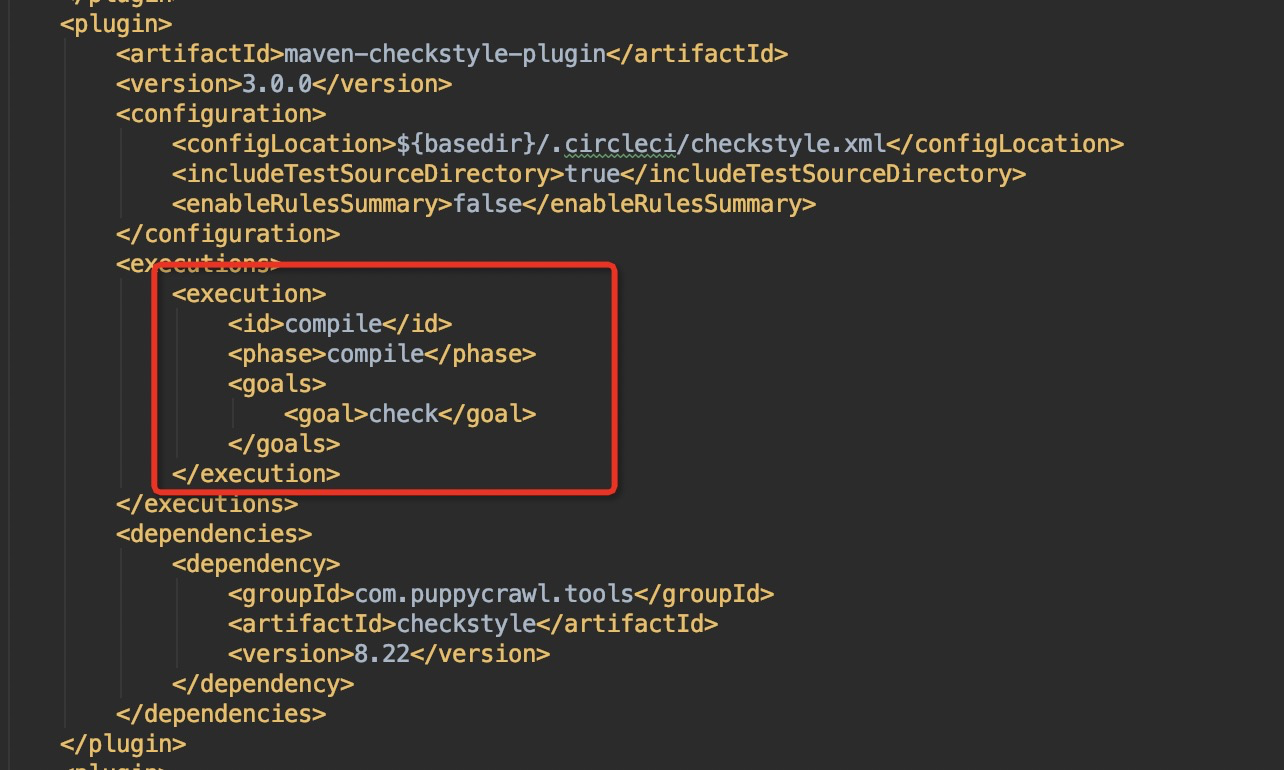 </plugin>
<plugin>
<artifactId>maven-checkstyle-plugin</artifactId>
<version>3.0.0</version>
<configuration>
<configLocation>${basedir}/.circleci/checkstyle.xml</configLocation>
<includeTestSourceDirectory>true</includeTestSourceDirectory>
<enableRulesSummary>false</enableRulesSummary>
</configuration>
<executions>
<execution>
<id>compile</id>
<phase>compile</phase>
<goals>
<goal>check</goal>
</goals>
</execution>
</executions>
<dependencies>
<dependency>
<groupId>com.puppycrawl.tools</groupId>
<artifactId>checkstyle</artifactId>
<version>8.22</version>
</dependency>
</dependencies>
</plugin>
<plugin>